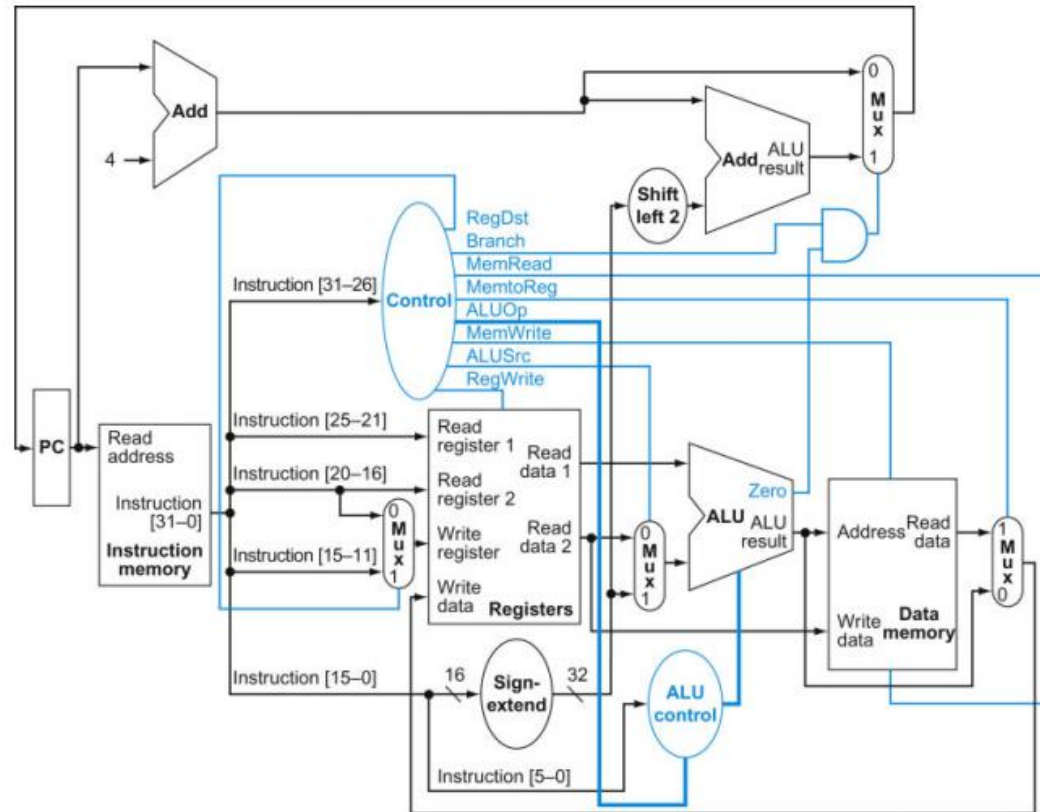 Add
4
0
Mux
1
Add
ALU
result
Shift
left 2
RegDst
Branch
MemRead
MemtoReg
ALUOp
MemWrite
ALUSrc
RegWrite
Control
Instruction [31–26]
PC
Read
address
Instruction
[31–0]
Instruction
memory
Instruction [25–21]
Instruction [20–16]
Instruction [15–11]
0
Mux
1
Read
register 1
Read
register 2
Write
register
Write
data
Read
data 1
Read
data 2
Registers
0
Mux
1
Zero
ALU
ALU
result
Address
Read
data
Write
data
Data
memory
1
Mux
0
Instruction [15–0]
16
Sign-
extend
32
ALU
control
Instruction [5–0]